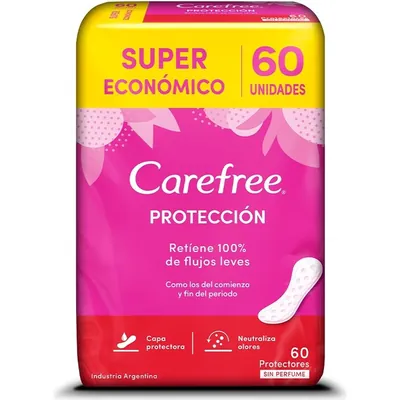 SUPER
ECONÓMICO
60
UNIDADES
Carefree®
PROTECCIÓN
Retiene 100%
de flujos leves
Como los del comienzo
y fin del periodo
Capa
protectora
Neutraliza
olores
60
Protectores
SIN PERFUME
Industria Argentina